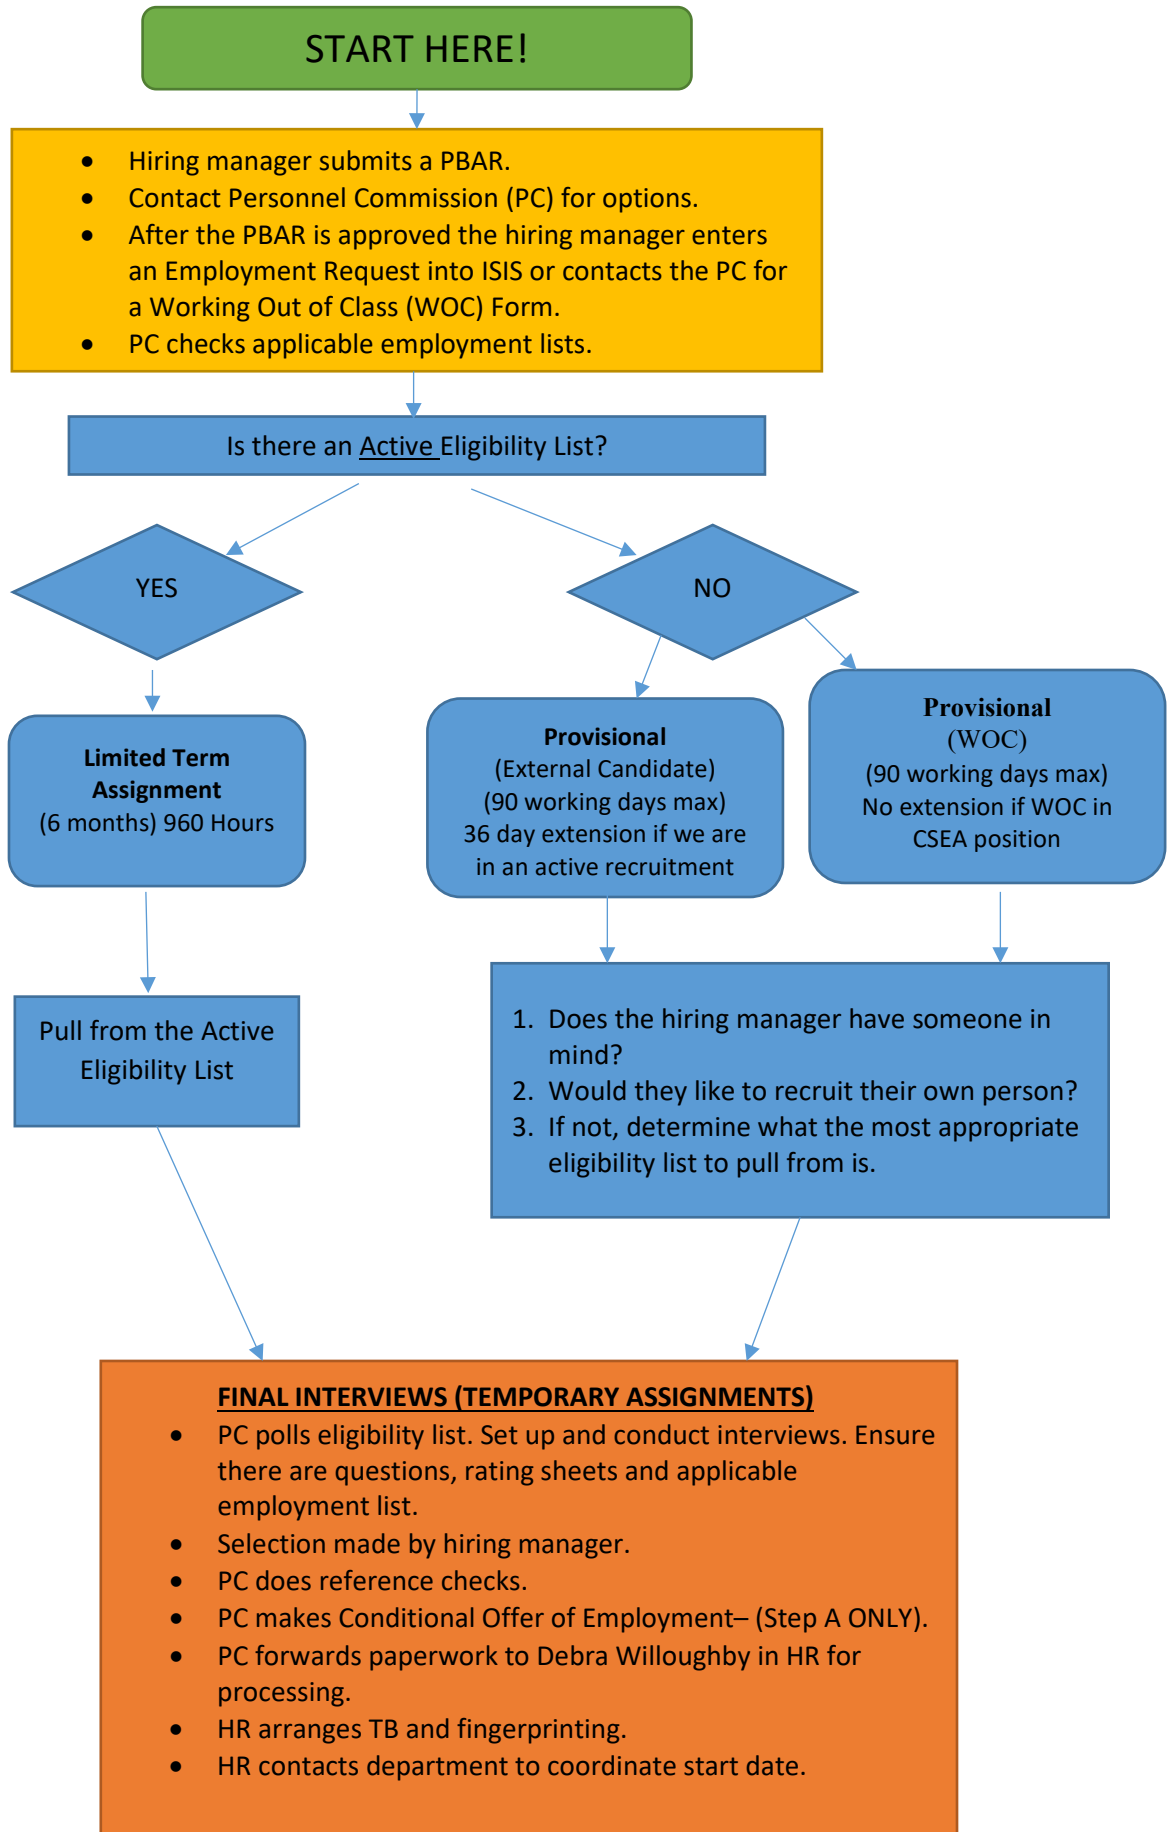 START HERE!
• Hiring manager submits a PBAR.
• Contact Personnel Commission (PC) for options.
• After the PBAR is approved the hiring manager enters
an Employment Request into ISIS or contacts the PC for
a Working Out of Class (WOC) Form.
• PC checks applicable employment lists.
Is there an Active Eligibility List?
YES
NO
Limited Term
Assignment
(6 months) 960 Hours
Provisional
(External Candidate)
(90 working days max)
36 day extension if we are
in an active recruitment
Provisional
(WOC)
(90 working days max)
No extension if WOC in
CSEA position
Pull from the Active
Eligibility List
1. Does the hiring manager have someone in
mind?
2. Would they like to recruit their own person?
3. If not, determine what the most appropriate
eligibility list to pull from is.
FINAL INTERVIEWS (TEMPORARY ASSIGNMENTS)
• PC polls eligibility list. Set up and conduct interviews. Ensure
there are questions, rating sheets and applicable
employment list.
• Selection made by hiring manager.
• PC does reference checks.
• PC makes Conditional Offer of Employment– (Step A ONLY).
• PC forwards paperwork to Debra Willoughby in HR for
processing.
• HR arranges TB and fingerprinting.
• HR contacts department to coordinate start date.